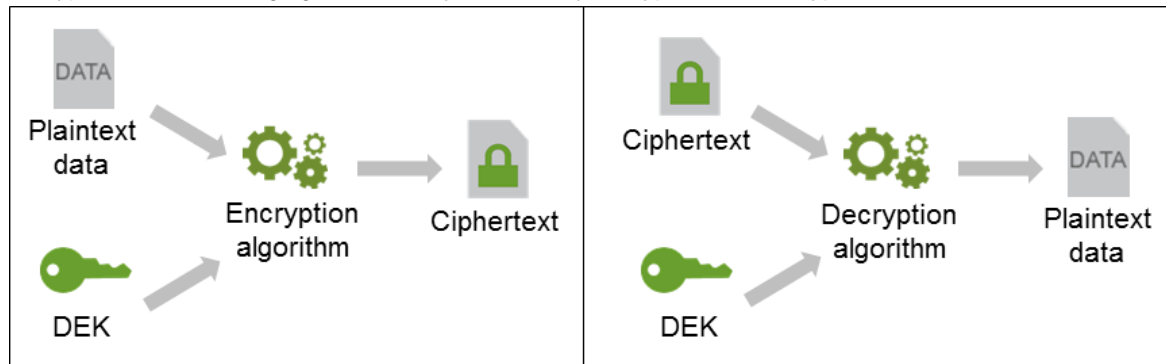 DATA
Plaintext
data
Encryption
algorithm
Ciphertext
DEK
Ciphertext
Decryption
algorithm
DATA
Plaintext
data
DEK